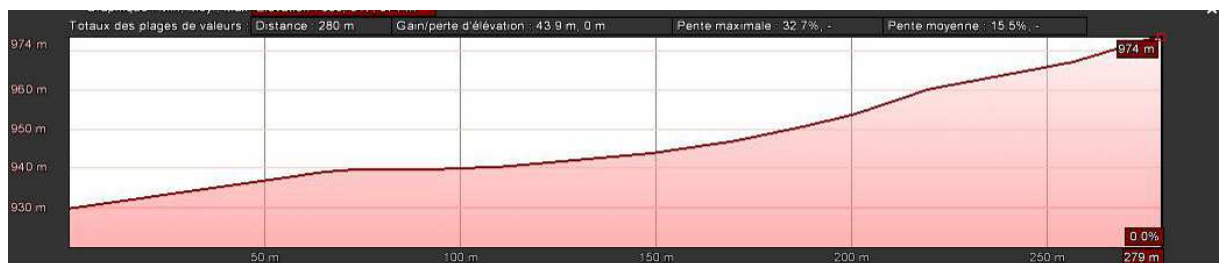 Totaux des plages de valeurs : Distance : 280 m Gain/perte d'élévation : 43.9 m, 0 m Pente maximale : 32.7%, - Pente moyenne : 15.5%, -
974 m
974 m
960 m
950 m
940 m
930 m
0.0%
50 m 100 m 150 m 200 m 250 m 279 m